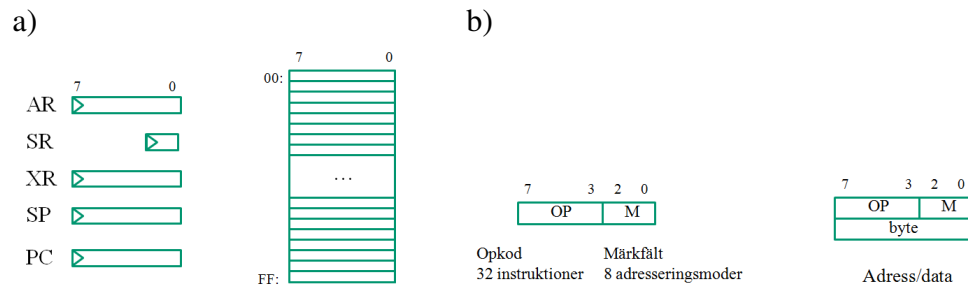 a)
7 0
AR
SR
XR
SP
PC
7 0
00:
...
FF:
b)
7 3 2 0
OP M
Opkod Märkfält
32 instruktioner 8 adresseringsmoder
7 3 2 0
OP M
byte
Adress/data